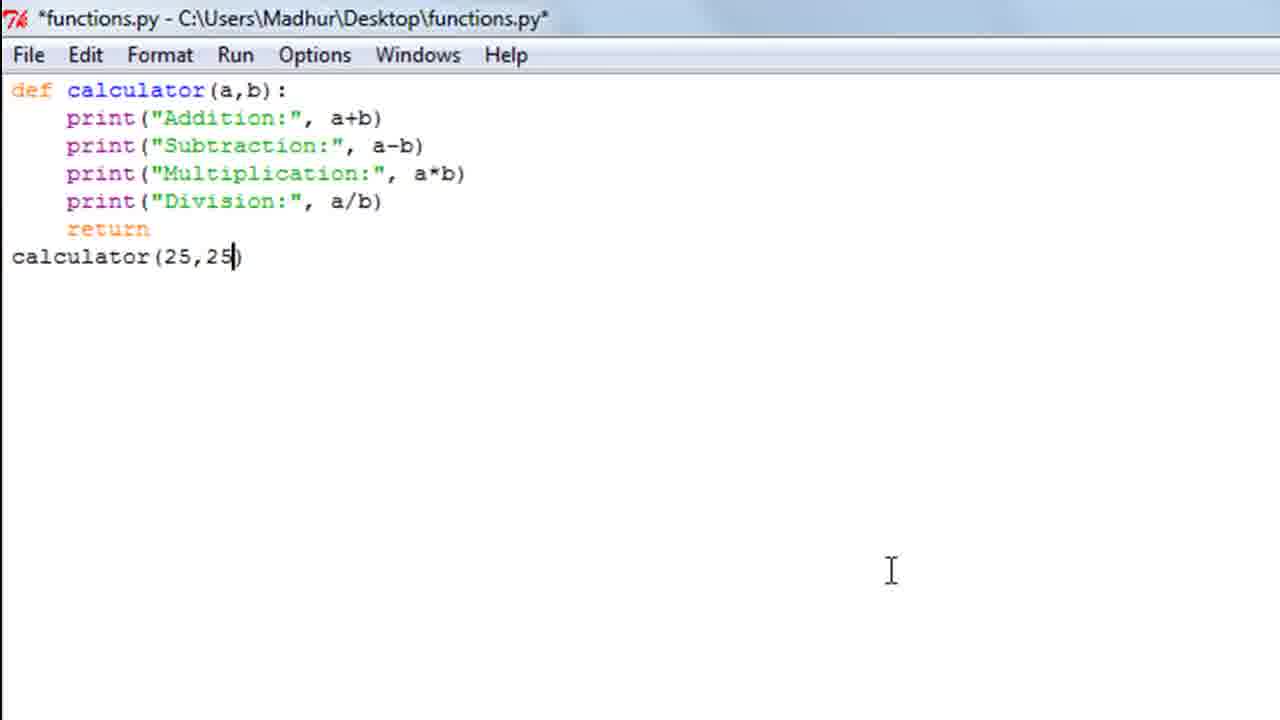 *functions.py - C:\Users\Madhur\Desktop\functions.py*
File Edit Format Run Options Windows Help
def calculator(a,b):
    print("Addition:", a+b)
    print("Subtraction:", a-b)
    print("Multiplication:", a*b)
    print("Division:", a/b)
    return
calculator(25,25)